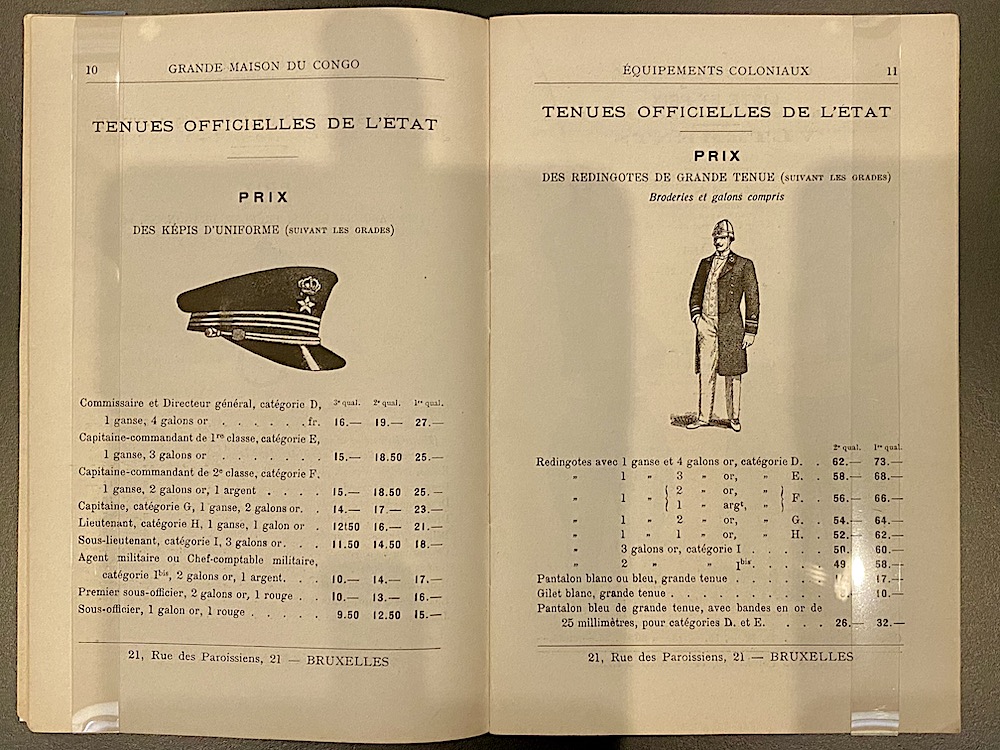 10 GRANDE MAISON DU CONGO
TENUES OFFICIELLES DE L'ETAT
PRIX
DES KÉPIS D'UNIFORME (SUIVANT LES GRADES)
3e qual. 2e qual. 1re qual.
Commissaire et Directeur général, catégorie D,
1 ganse, 4 galons or . . . . . . fr. 16.— 19.— 27.—
Capitaine-commandant de 1re classe, catégorie E,
1 ganse, 3 galons or . . . . . . . 15.— 18.50 25.—
Capitaine-commandant de 2e classe, catégorie F.
1 ganse, 2 galons or, 1 argent . . . . 15.— 18.50 25.—
Capitaine, catégorie G, 1 ganse, 2 galons or. . 14.— 17.— 23.—
Lieutenant, catégorie H, 1 ganse, 1 galon or . 12.50 16.— 21.—
Sous-lieutenant, catégorie I, 3 galons or. . . 11.50 14.50 18.—
Agent militaire ou Chef-comptable militaire,
catégorie 1bis, 2 galons or, 1 argent. . . 10.— 14.— 17.—
Premier sous-officier, 2 galons or, 1 rouge . . 10.— 13.— 16.—
Sous-officier, 1 galon or, 1 rouge . . . . 9.50 12.50 15.—
21, Rue des Paroissiens, 21 — BRUXELLES
ÉQUIPEMENTS COLONIAUX 11
TENUES OFFICIELLES DE L'ÉTAT
PRIX
DES REDINGOTES DE GRANDE TENUE (SUIVANT LES GRADES)
Broderies et galons compris
2e qual. 1re qual.
Redingotes avec 1 ganse et 4 galons or, catégorie D. . 62.— 73.—
" 1 " 3 " or, " E. . 58.— 68.—
" 1 " { 2 " or, " } F. . 56.— 66.—
{ 1 " argt, " }
" 1 " 2 " or, " G. . 54.— 64.—
" 1 " 1 " or, " H. . 52.— 62.—
" 3 galons or, catégorie I . . . . . 50.— 60.—
" 2 " " 1bis. . . . . 49 58.—
Pantalon blanc ou bleu, grande tenue . . . . . 17.—
Gilet blanc, grande tenue . . . . . . . . . 10.—
Pantalon bleu de grande tenue, avec bandes en or de
25 millimètres, pour catégories D. et E. . . . 26.— 32.—
21, Rue des Paroissiens, 21 — BRUXELLES